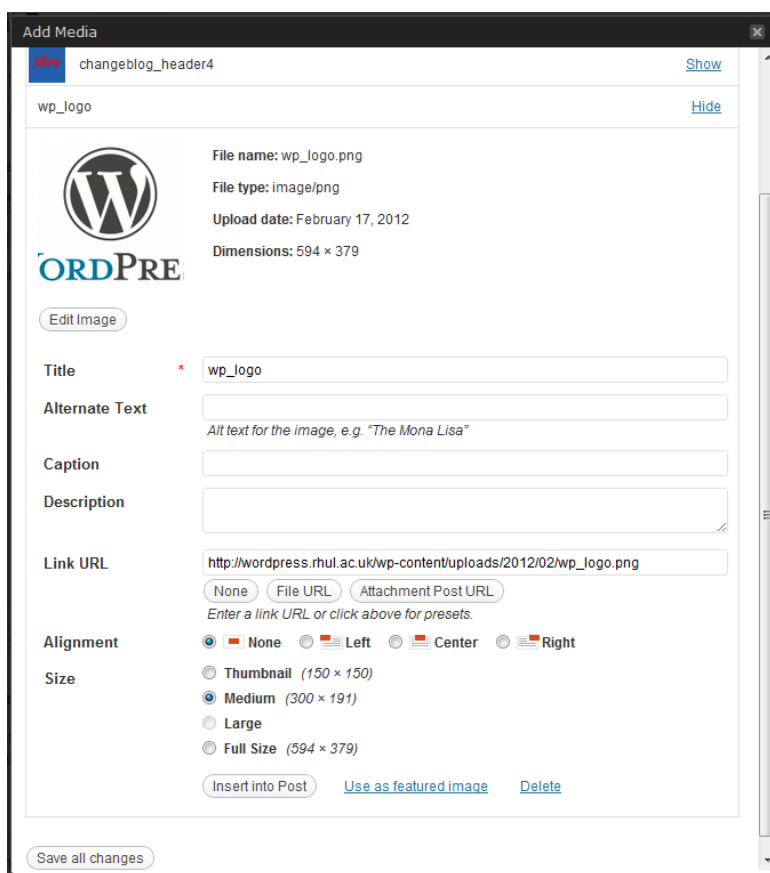 Add Media
changeblog_header4 Show
wp_logo Hide
File name: wp_logo.png
File type: image/png
Upload date: February 17, 2012
Dimensions: 594 × 379
W
ORDPRE
Edit Image
Title * wp_logo
Alternate Text
Alt text for the image, e.g. “The Mona Lisa”
Caption
Description
Link URL http://wordpress.rhul.ac.uk/wp-content/uploads/2012/02/wp_logo.png
None File URL Attachment Post URL
Enter a link URL or click above for presets.
Alignment None Left Center Right
Size Thumbnail (150 × 150)
Medium (300 × 191)
Large
Full Size (594 × 379)
Insert into Post Use as featured image Delete
Save all changes